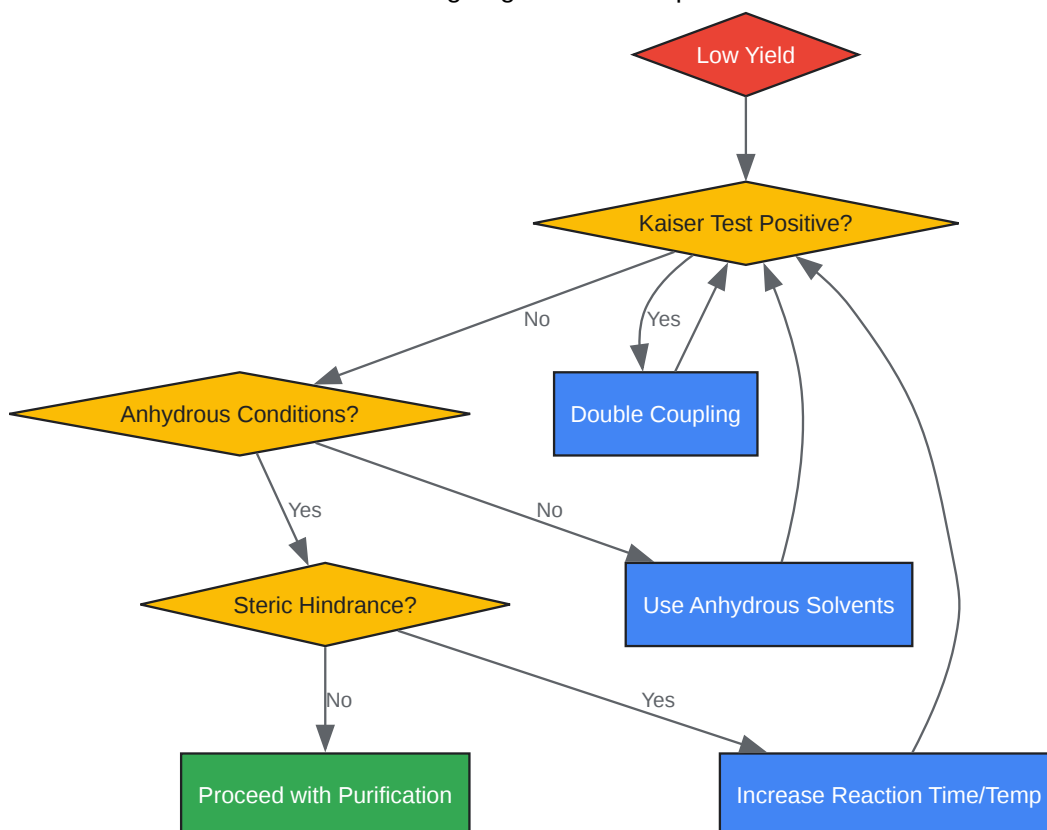 Low Yield
Kaiser Test Positive?
No
Yes
Anhydrous Conditions?
Double Coupling
Yes
No
Steric Hindrance?
Use Anhydrous Solvents
No
Yes
Proceed with Purification
Increase Reaction Time/Temp